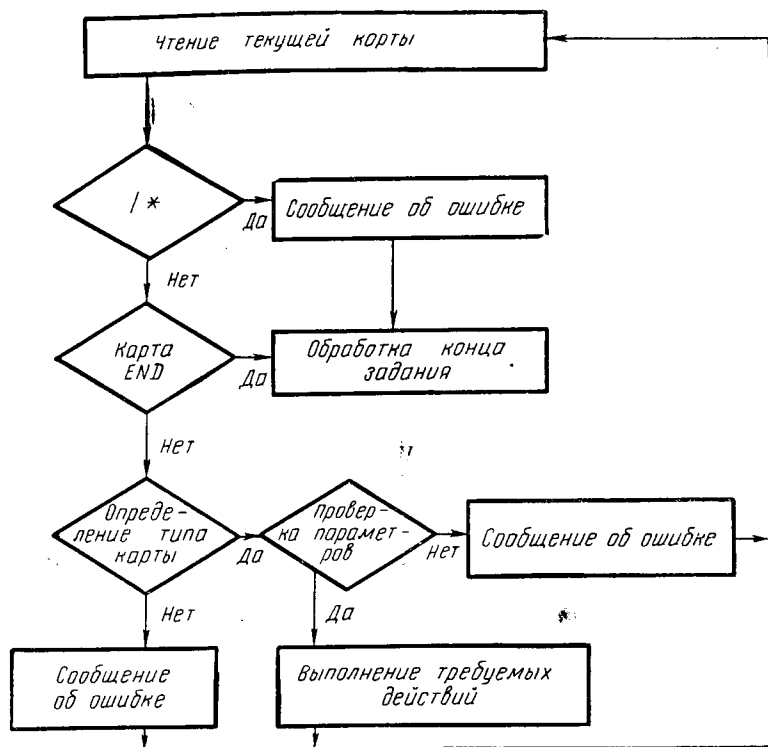 Чтение текущей карты
/ *
Да
Сообщение об ошибке
Нет
Карта
END
Да
Обработка конца
задания
Нет
Опреде-
ление типа
карты
Да
Провер-
ка парамет-
ров
Нет
Сообщение об ошибке
Нет
Да
Сообщение
об ошибке
Выполнение требуемых
действий